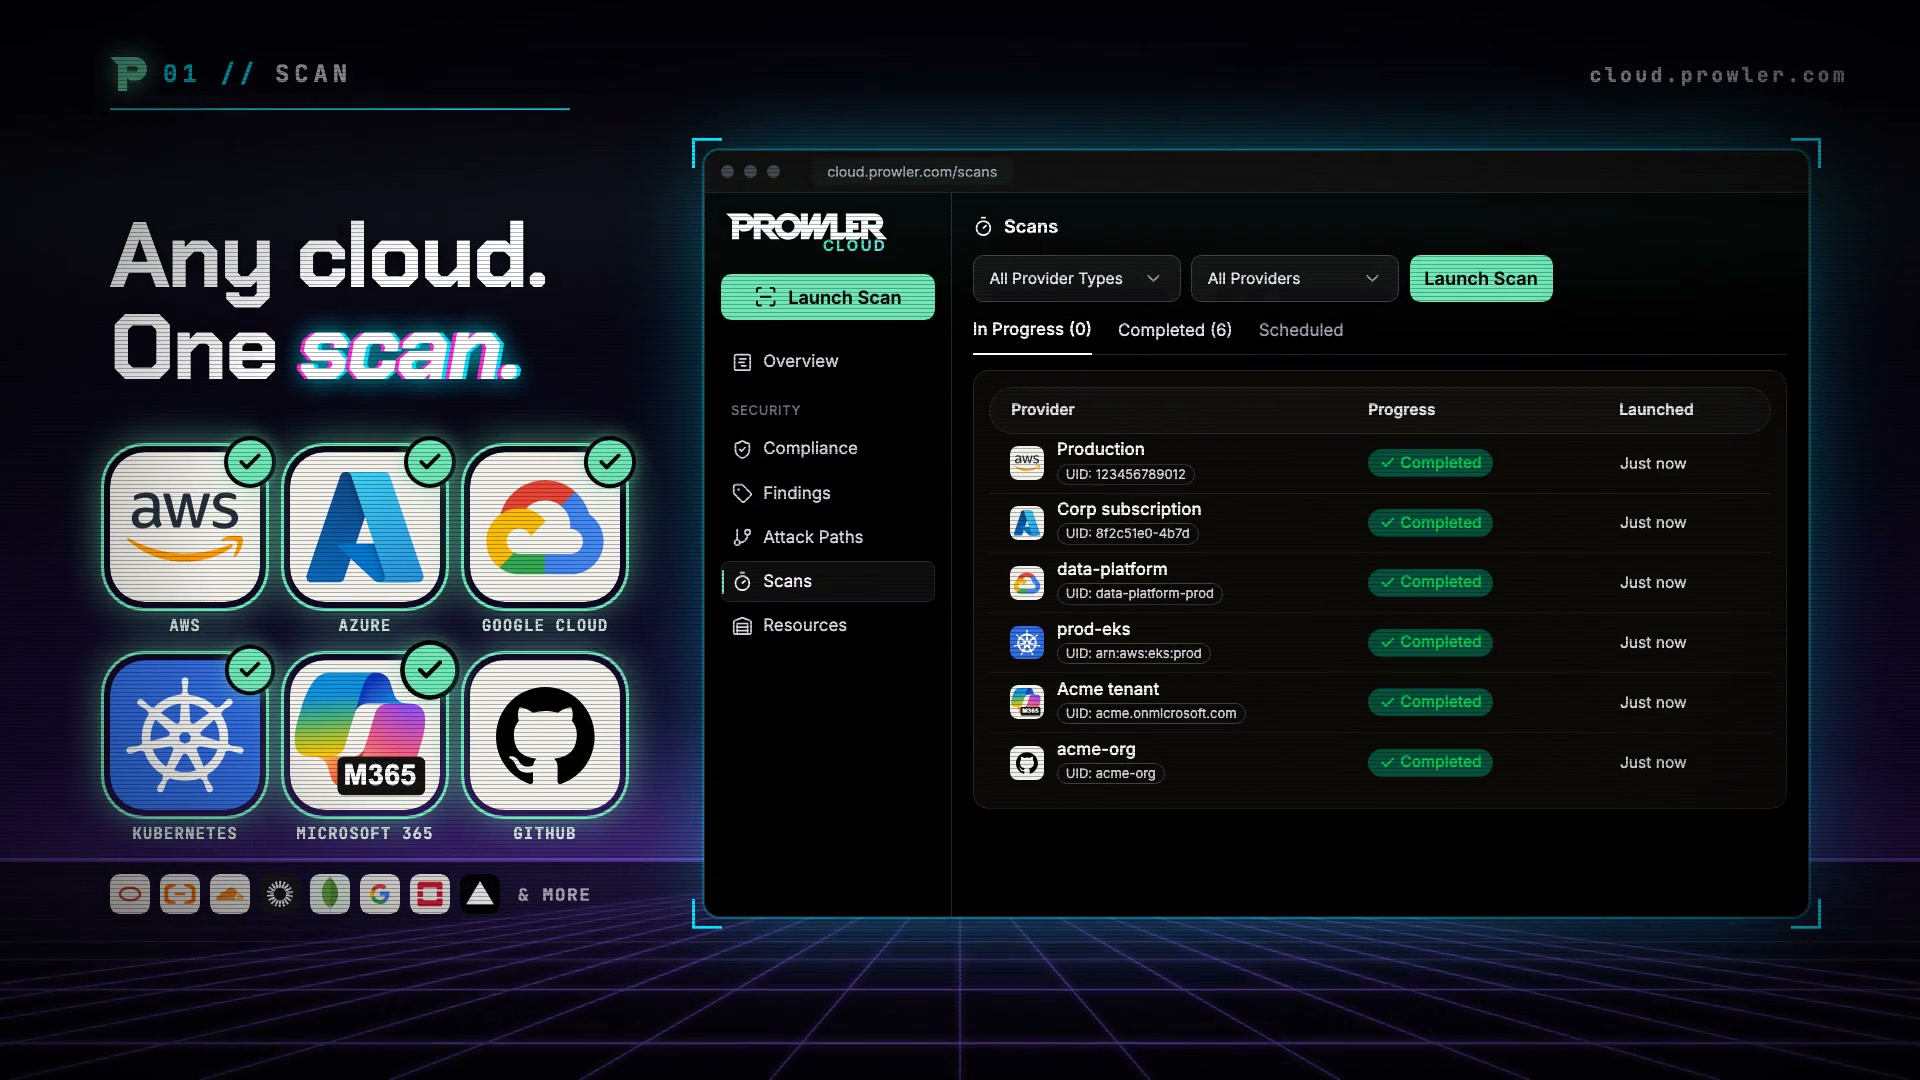 P 01 // SCAN
cloud.prowler.com
Any cloud.
One scan.
aws
AWS
AZURE
GOOGLE CLOUD
M365
KUBERNETES
MICROSOFT 365
GITHUB
& MORE
cloud.prowler.com/scans
PROWLER
CLOUD
Launch Scan
Overview
SECURITY
Compliance
Findings
Attack Paths
Scans
Resources
Scans
All Provider Types
All Providers
Launch Scan
In Progress (0)
Completed (6)
Scheduled
Provider
Progress
Launched
aws
Production
UID: 123456789012
Completed
Just now
Corp subscription
UID: 8f2c51e0-4b7d
Completed
Just now
data-platform
UID: data-platform-prod
Completed
Just now
prod-eks
UID: arn:aws:eks:prod
Completed
Just now
M365
Acme tenant
UID: acme.onmicrosoft.com
Completed
Just now
acme-org
UID: acme-org
Completed
Just now